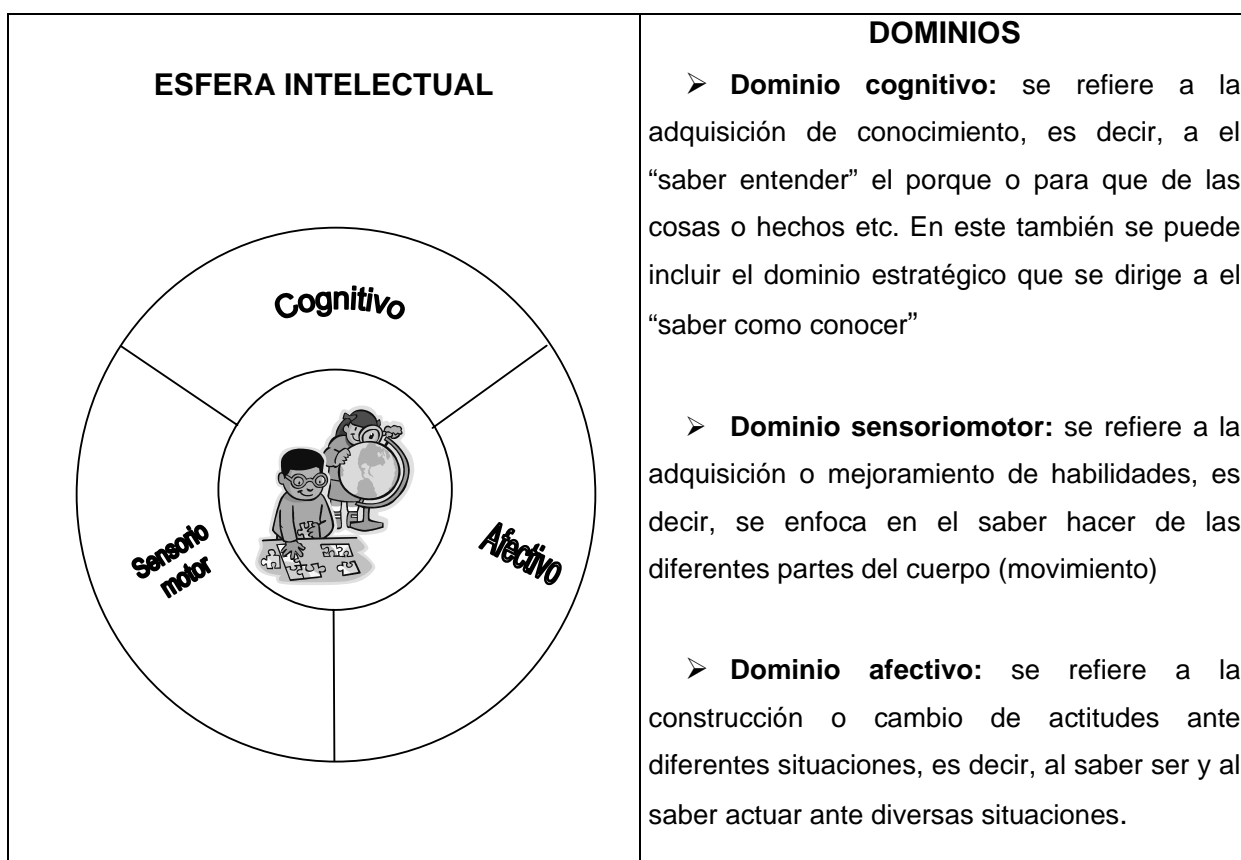 ESFERA INTELECTUAL
Cognitivo
Sensorio
motor
Afectivo
DOMINIOS
➢ Dominio cognitivo: se refiere a la
adquisición de conocimiento, es decir, a el
“saber entender” el porque o para que de las
cosas o hechos etc. En este también se puede
incluir el dominio estratégico que se dirige a el
“saber como conocer”
➢ Dominio sensoriomotor: se refiere a la
adquisición o mejoramiento de habilidades, es
decir, se enfoca en el saber hacer de las
diferentes partes del cuerpo (movimiento)
➢ Dominio afectivo: se refiere a la
construcción o cambio de actitudes ante
diferentes situaciones, es decir, al saber ser y al
saber actuar ante diversas situaciones.